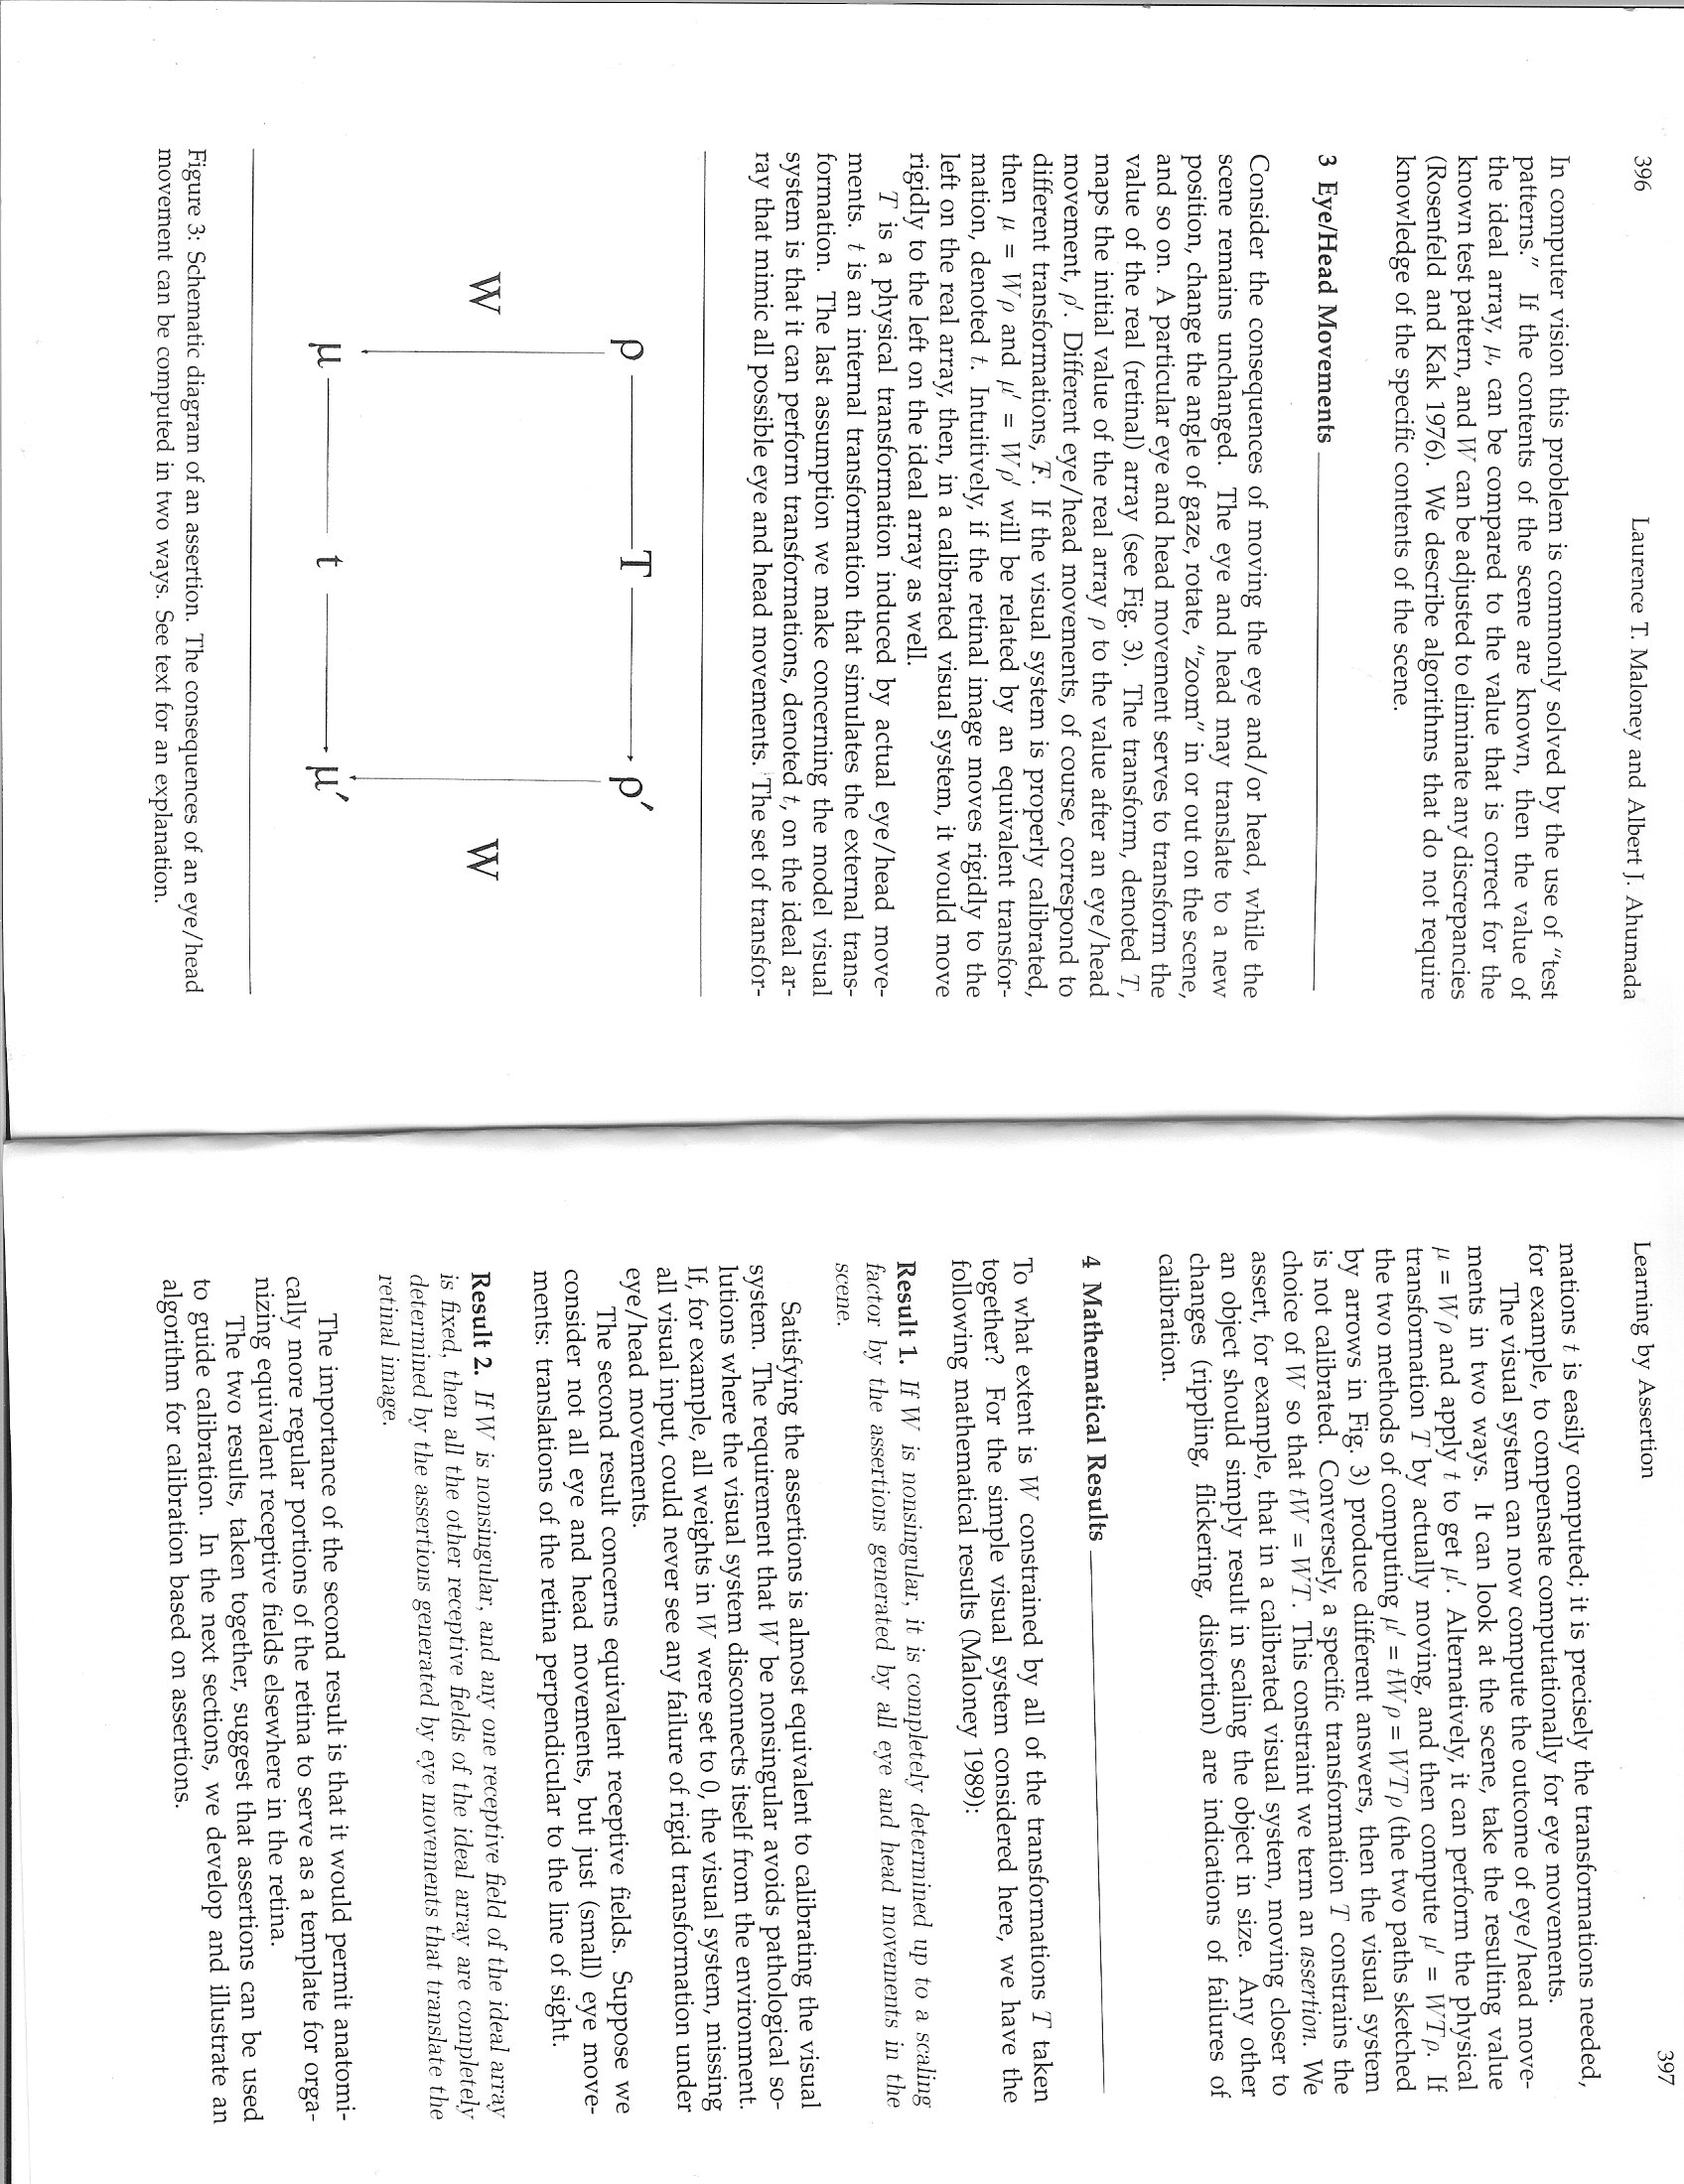 396 Laurence T. Maloney and Albert J. Ahumada
In computer vision this problem is commonly solved by the use of "test
patterns." If the contents of the scene are known, then the value of
the ideal array, μ, can be compared to the value that is correct for the
known test pattern, and W can be adjusted to eliminate any discrepancies
(Rosenfeld and Kak 1976). We describe algorithms that do not require
knowledge of the specific contents of the scene.
3 Eye/Head Movements
Consider the consequences of moving the eye and/or head, while the
scene remains unchanged. The eye and head may translate to a new
position, change the angle of gaze, rotate, "zoom" in or out on the scene,
and so on. A particular eye and head movement serves to transform the
value of the real (retinal) array (see Fig. 3). The transform, denoted T,
maps the initial value of the real array ρ to the value after an eye/head
movement, ρ′. Different eye/head movements, of course, correspond to
different transformations, T. If the visual system is properly calibrated,
then μ = Wρ and μ′ = Wρ′ will be related by an equivalent transfor-
mation, denoted t. Intuitively, if the retinal image moves rigidly to the
left on the real array, then, in a calibrated visual system, it would move
rigidly to the left on the ideal array as well.
T is a physical transformation induced by actual eye/head move-
ments. t is an internal transformation that simulates the external trans-
formation. The last assumption we make concerning the model visual
system is that it can perform transformations, denoted t, on the ideal ar-
ray that mimic all possible eye and head movements. The set of transfor-
ρ T ρ′
W W
μ t μ′
Figure 3: Schematic diagram of an assertion. The consequences of an eye/head
movement can be computed in two ways. See text for an explanation.
Learning by Assertion 397
mations t is easily computed; it is precisely the transformations needed,
for example, to compensate computationally for eye movements.
The visual system can now compute the outcome of eye/head move-
ments in two ways. It can look at the scene, take the resulting value
μ = Wρ and apply t to get μ′. Alternatively, it can perform the physical
transformation T by actually moving, and then compute μ′ = WTρ. If
the two methods of computing μ′ = tWρ = WTρ (the two paths sketched
by arrows in Fig. 3) produce different answers, then the visual system
is not calibrated. Conversely, a specific transformation T constrains the
choice of W so that tW = WT. This constraint we term an assertion. We
assert, for example, that in a calibrated visual system, moving closer to
an object should simply result in scaling the object in size. Any other
changes (rippling, flickering, distortion) are indications of failures of
calibration.
4 Mathematical Results
To what extent is W constrained by all of the transformations T taken
together? For the simple visual system considered here, we have the
following mathematical results (Maloney 1989):
Result 1. If W is nonsingular, it is completely determined up to a scaling
factor by the assertions generated by all eye and head movements in the
scene.
Satisfying the assertions is almost equivalent to calibrating the visual
system. The requirement that W be nonsingular avoids pathological so-
lutions where the visual system disconnects itself from the environment.
If, for example, all weights in W were set to 0, the visual system, missing
all visual input, could never see any failure of rigid transformation under
eye/head movements.
The second result concerns equivalent receptive fields. Suppose we
consider not all eye and head movements, but just (small) eye move-
ments: translations of the retina perpendicular to the line of sight.
Result 2. If W is nonsingular, and any one receptive field of the ideal array
is fixed, then all the other receptive fields of the ideal array are completely
determined by the assertions generated by eye movements that translate the
retinal image.
The importance of the second result is that it would permit anatomi-
cally more regular portions of the retina to serve as a template for orga-
nizing equivalent receptive fields elsewhere in the retina.
The two results, taken together, suggest that assertions can be used
to guide calibration. In the next sections, we develop and illustrate an
algorithm for calibration based on assertions.